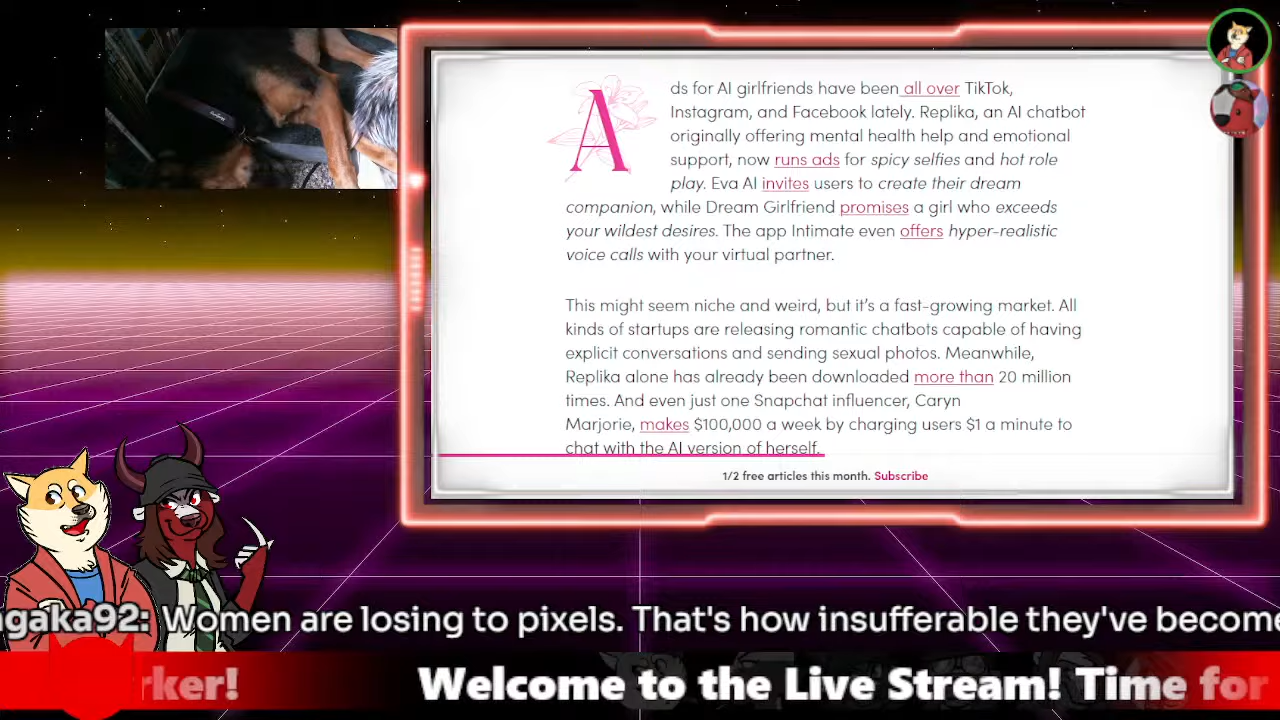 Ads for AI girlfriends have been all over TikTok,
Instagram, and Facebook lately. Replika, an AI chatbot
originally offering mental health help and emotional
support, now runs ads for spicy selfies and hot role
play. Eva AI invites users to create their dream
companion, while Dream Girlfriend promises a girl who exceeds
your wildest desires. The app Intimate even offers hyper-realistic
voice calls with your virtual partner.
This might seem niche and weird, but it's a fast-growing market. All
kinds of startups are releasing romantic chatbots capable of having
explicit conversations and sending sexual photos. Meanwhile,
Replika alone has already been downloaded more than 20 million
times. And even just one Snapchat influencer, Caryn
Marjorie, makes $100,000 a week by charging users $1 a minute to
chat with the AI version of herself.
1/2 free articles this month. Subscribe
gaka92: Women are losing to pixels. That's how insufferable they've become
rker! Welcome to the Live Stream! Time for